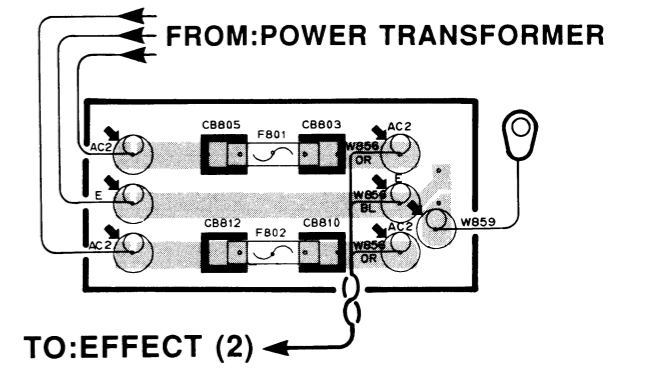 FROM:POWER TRANSFORMER
CB805
F801
CB803
AC2
AC2
W856
OR
E
E
W856
BL
W859
CB812
F802
CB810
AC2
AC2
W856
OR
TO:EFFECT (2)